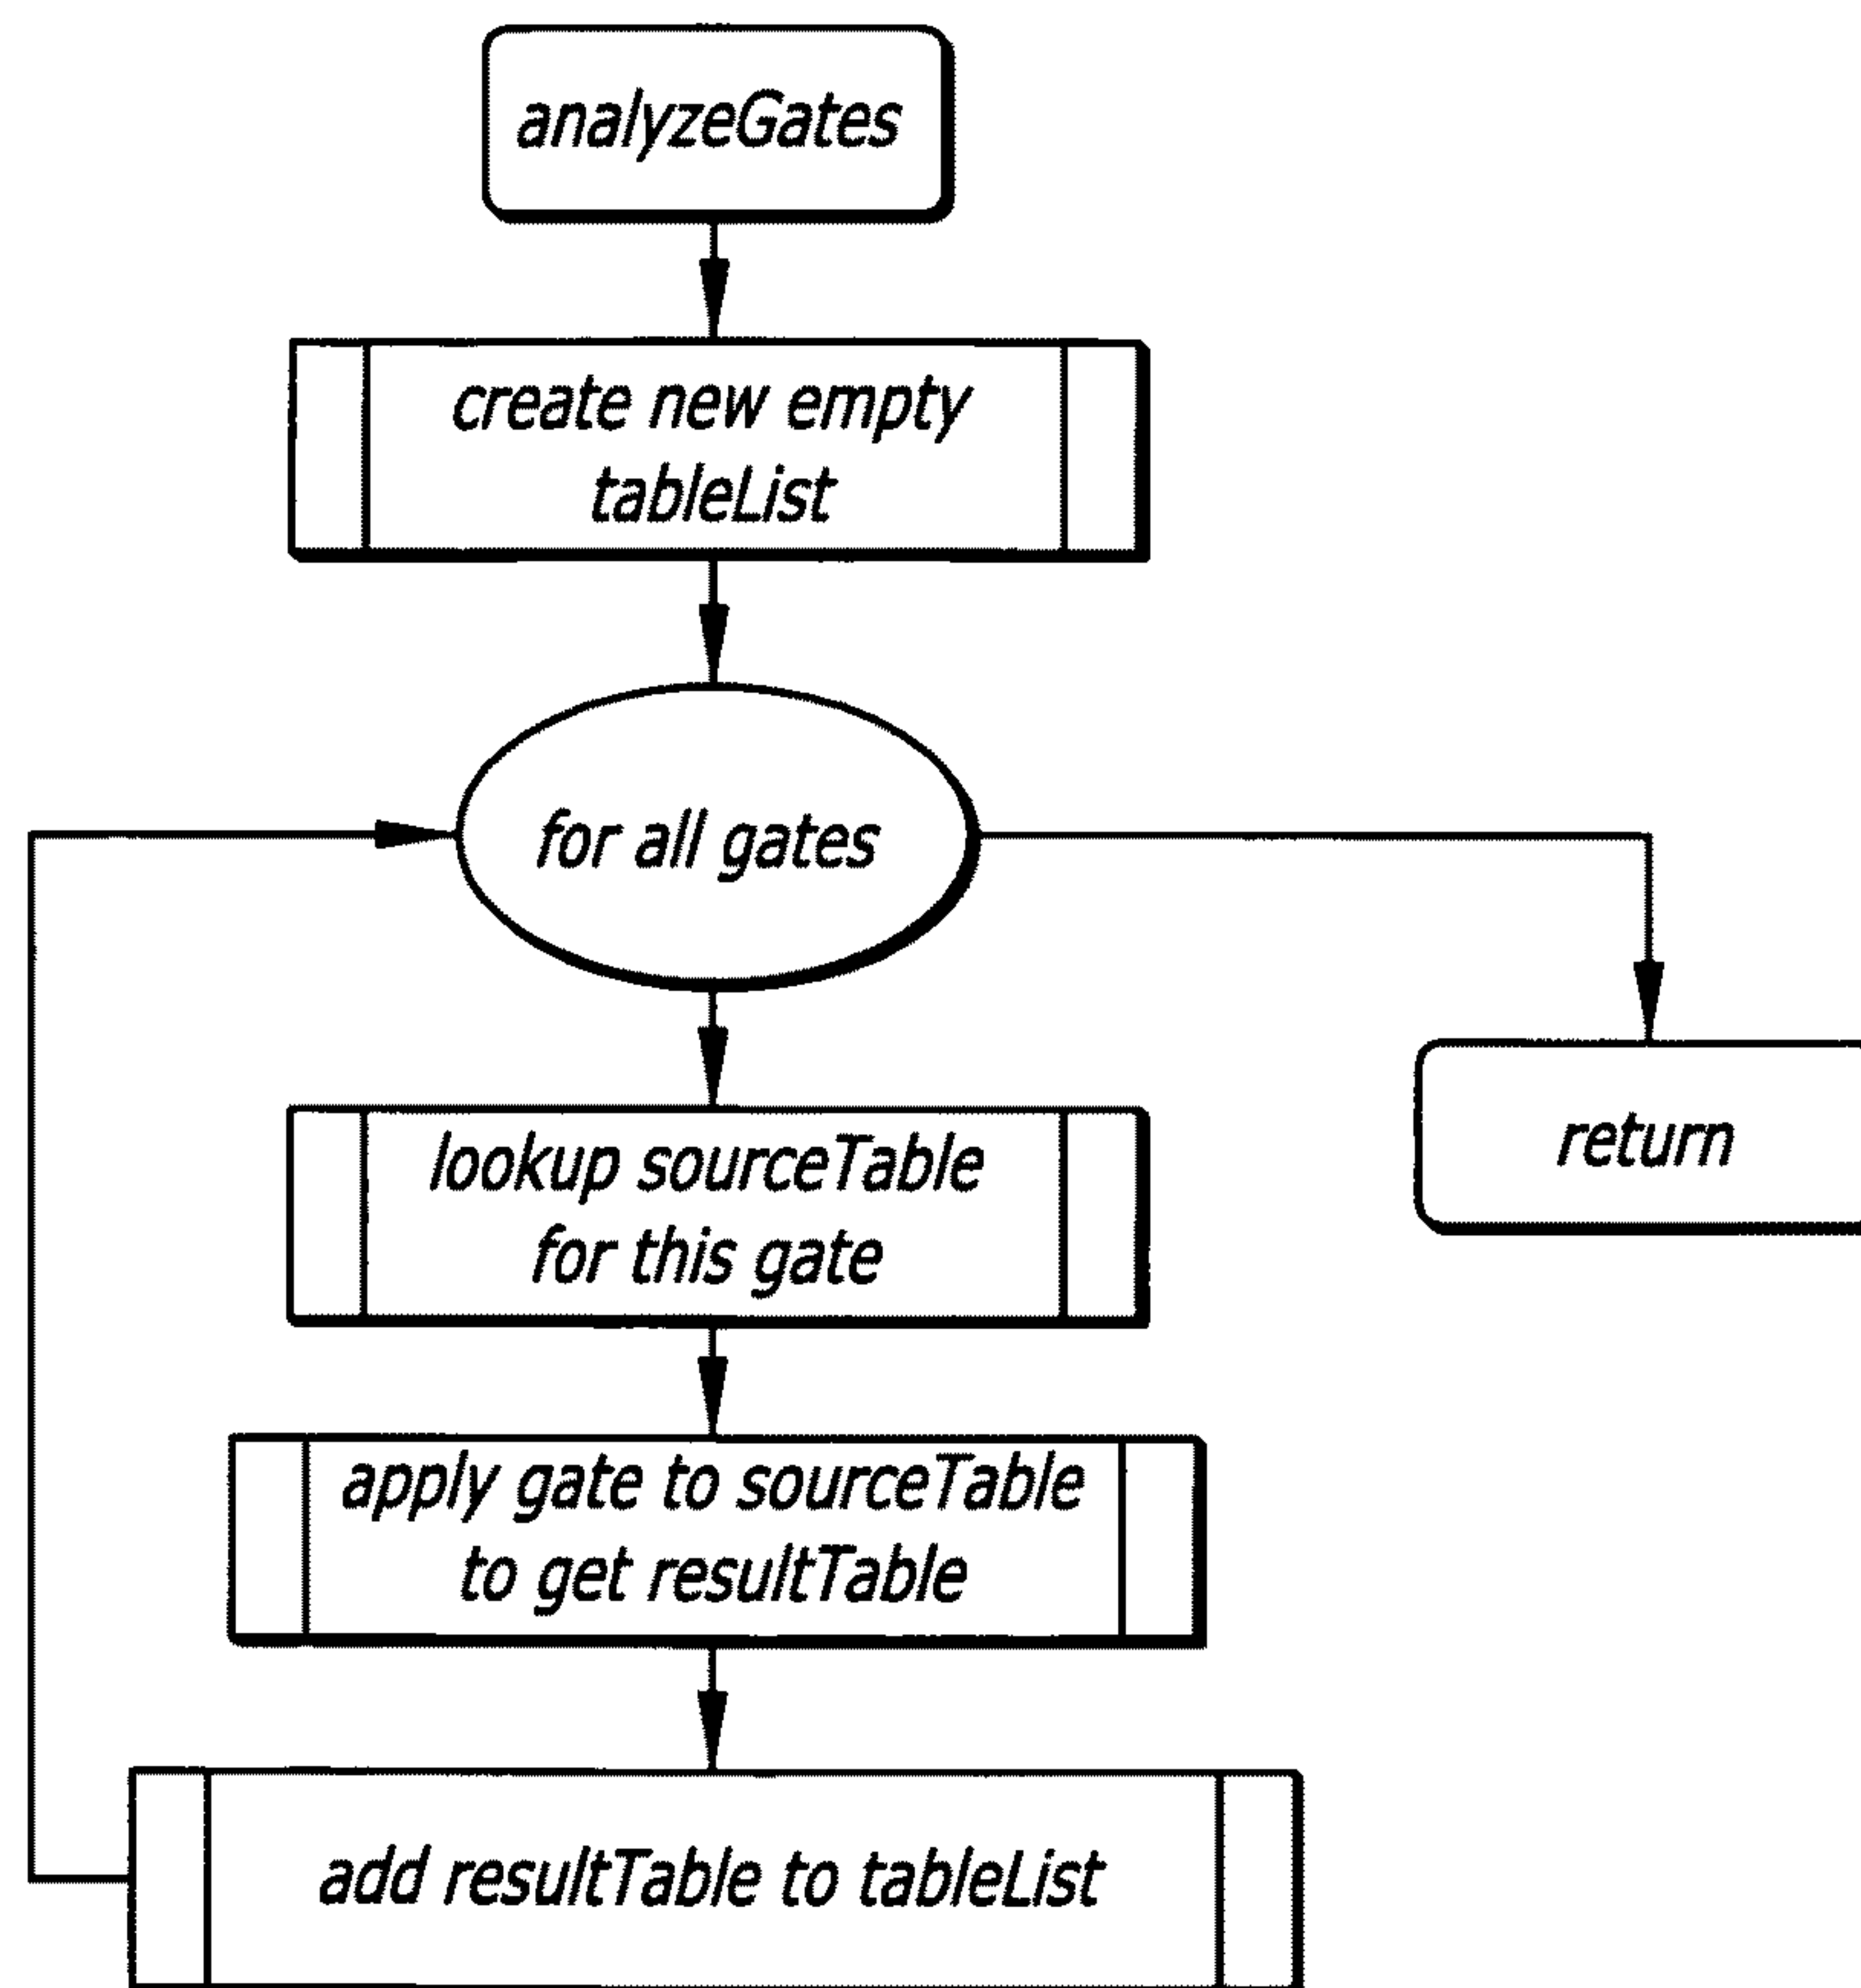 analyzeGates
create new empty
tableList
for all gates
lookup sourceTable
for this gate
return
apply gate to sourceTable
to get resultTable
add resultTable to tableList